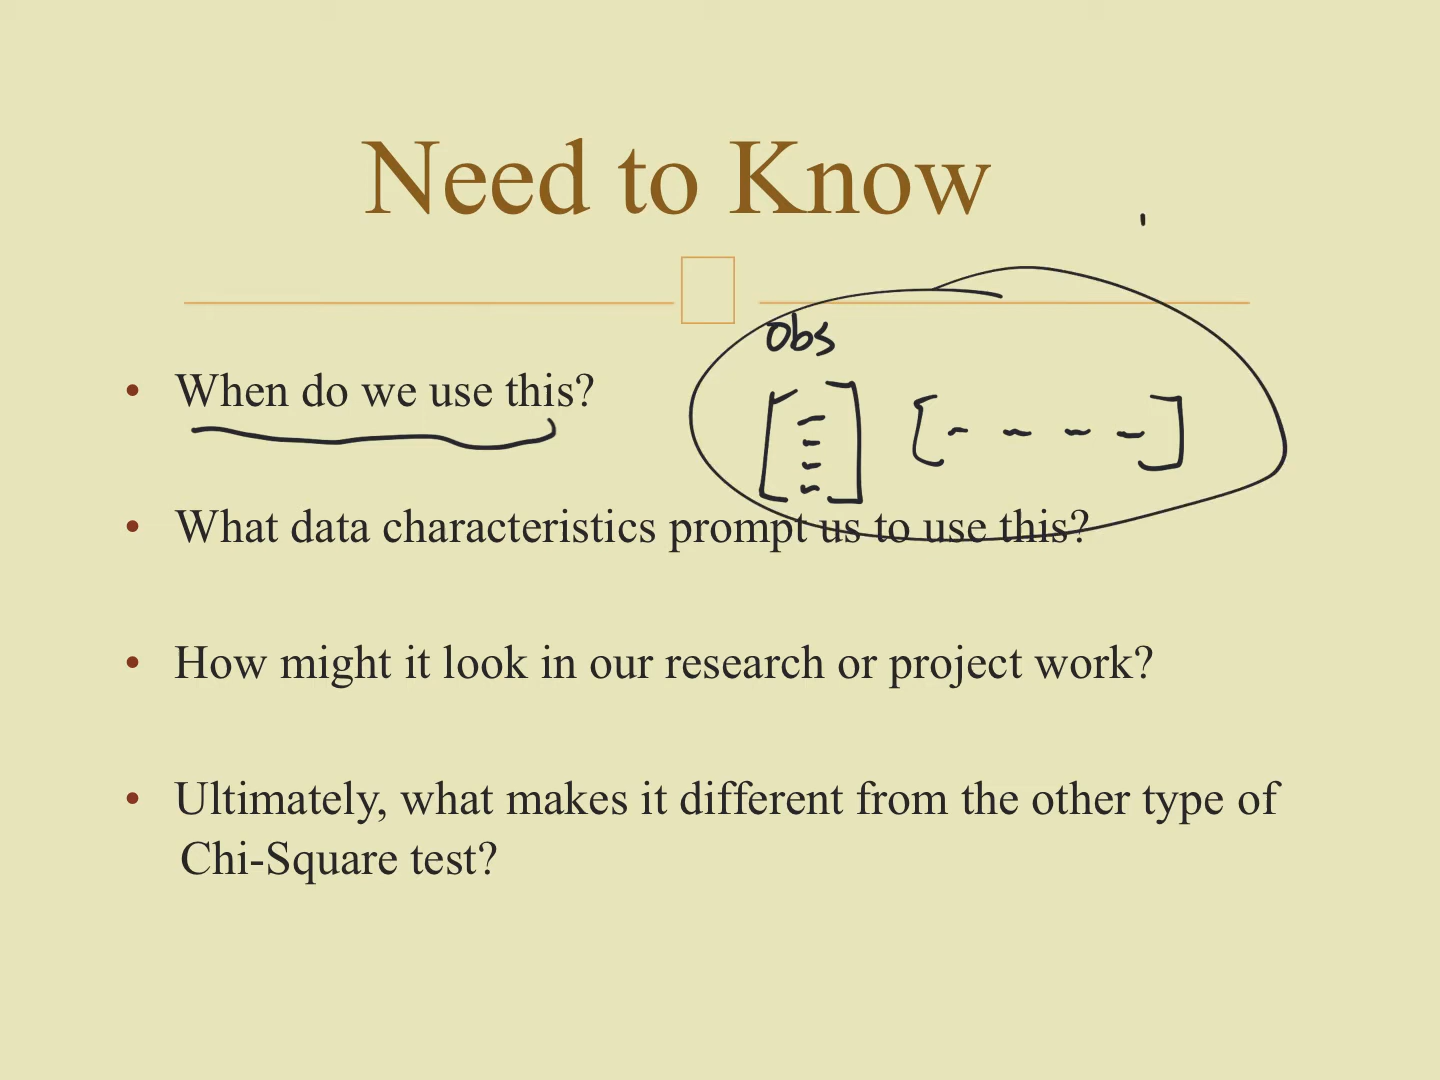 Need to Know
obs
• When do we use this?
• What data characteristics prompt us to use this?
• How might it look in our research or project work?
• Ultimately, what makes it different from the other type of
Chi-Square test?